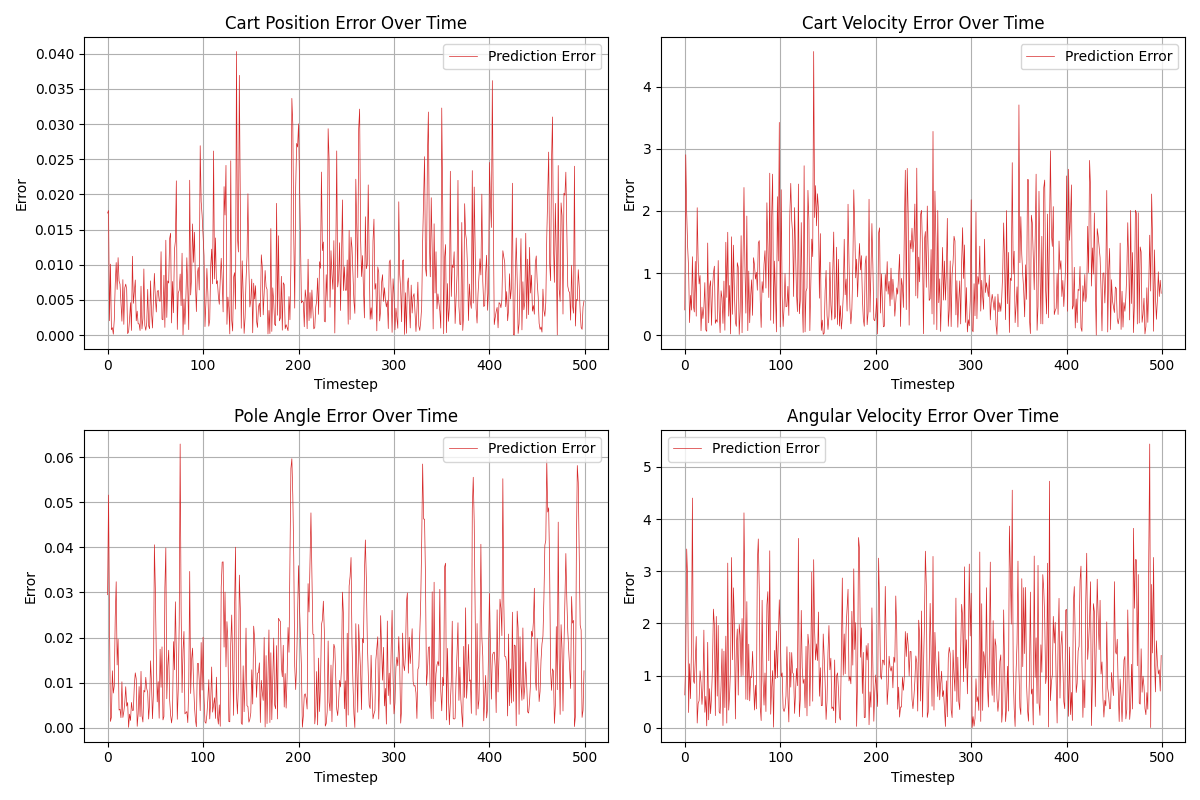 Cart Position Error Over Time
Prediction Error
Error
0.040
0.035
0.030
0.025
0.020
0.015
0.010
0.005
0.000
0 100 200 300 400 500
Timestep
Cart Velocity Error Over Time
Prediction Error
Error
4
3
2
1
0
0 100 200 300 400 500
Timestep
Pole Angle Error Over Time
Prediction Error
Error
0.06
0.05
0.04
0.03
0.02
0.01
0.00
0 100 200 300 400 500
Timestep
Angular Velocity Error Over Time
Prediction Error
Error
5
4
3
2
1
0
0 100 200 300 400 500
Timestep